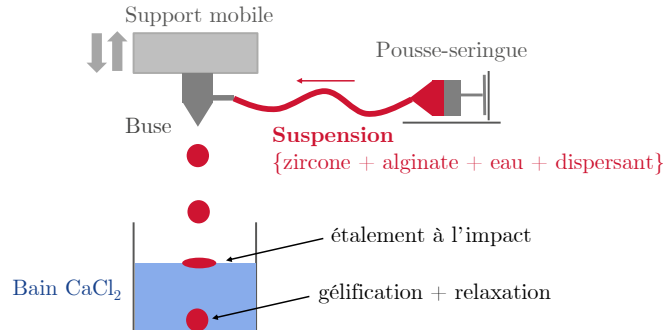 Support mobile
Pousse-seringue
Buse
Suspension
{zircone + alginate + eau + dispersant}
étalement à l'impact
Bain CaCl₂
gélification + relaxation